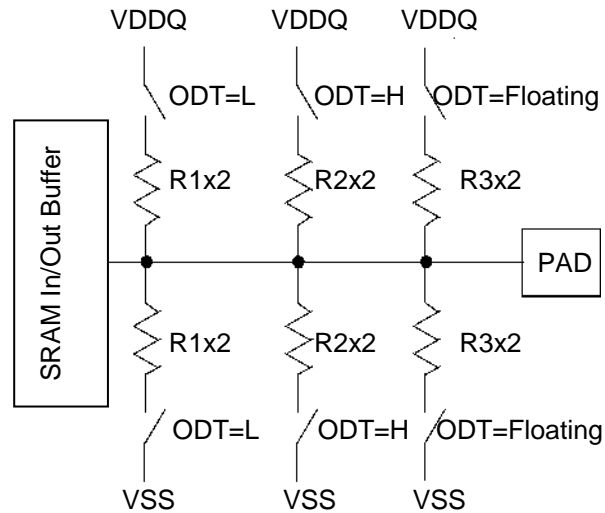 VDDQ VDDQ VDDQ
ODT=L ODT=H ODT=Floating
R1x2 R2x2 R3x2
SRAM In/Out Buffer
PAD
R1x2 R2x2 R3x2
ODT=L ODT=H ODT=Floating
VSS VSS VSS